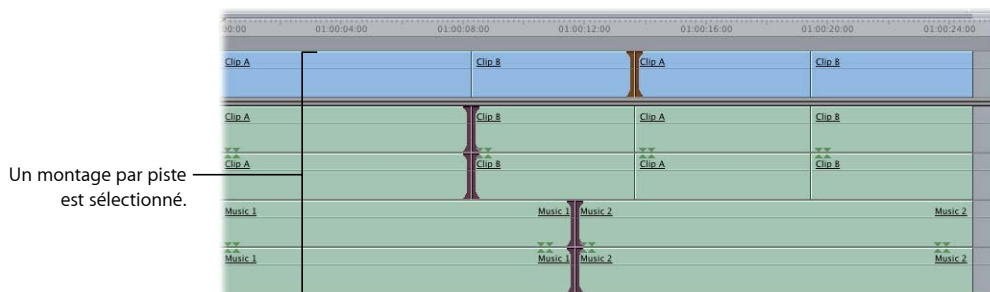 00:00 01:00:04:00 01:00:08:00 01:00:12:00 01:00:16:00 01:00:20:00 01:00:24:00
Clip A Clip B Clip A Clip B
Clip A Clip B Clip A Clip B
Clip A Clip B Clip A Clip B
Un montage par piste
est sélectionné.
Music 1 Music 1 Music 2 Music 2
Music 1 Music 1 Music 2 Music 2